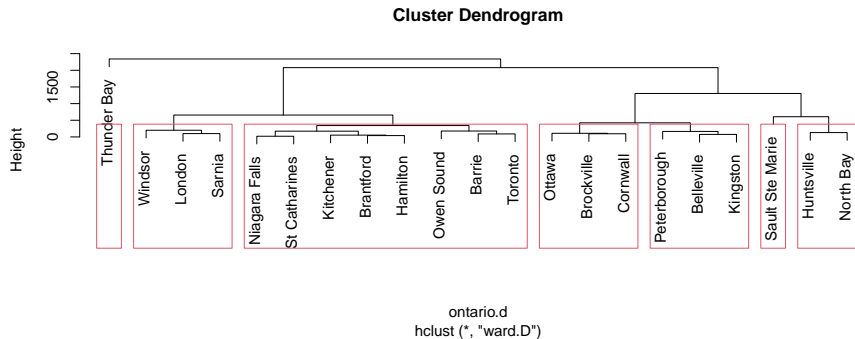 Cluster Dendrogram
Height
0
1500
Thunder Bay
Windsor
London
Sarnia
Niagara Falls
St Catharines
Kitchener
Brantford
Hamilton
Owen Sound
Barrie
Toronto
Ottawa
Brockville
Cornwall
Peterborough
Belleville
Kingston
Sault Ste Marie
Huntsville
North Bay
ontario.d
hclust (*, "ward.D")